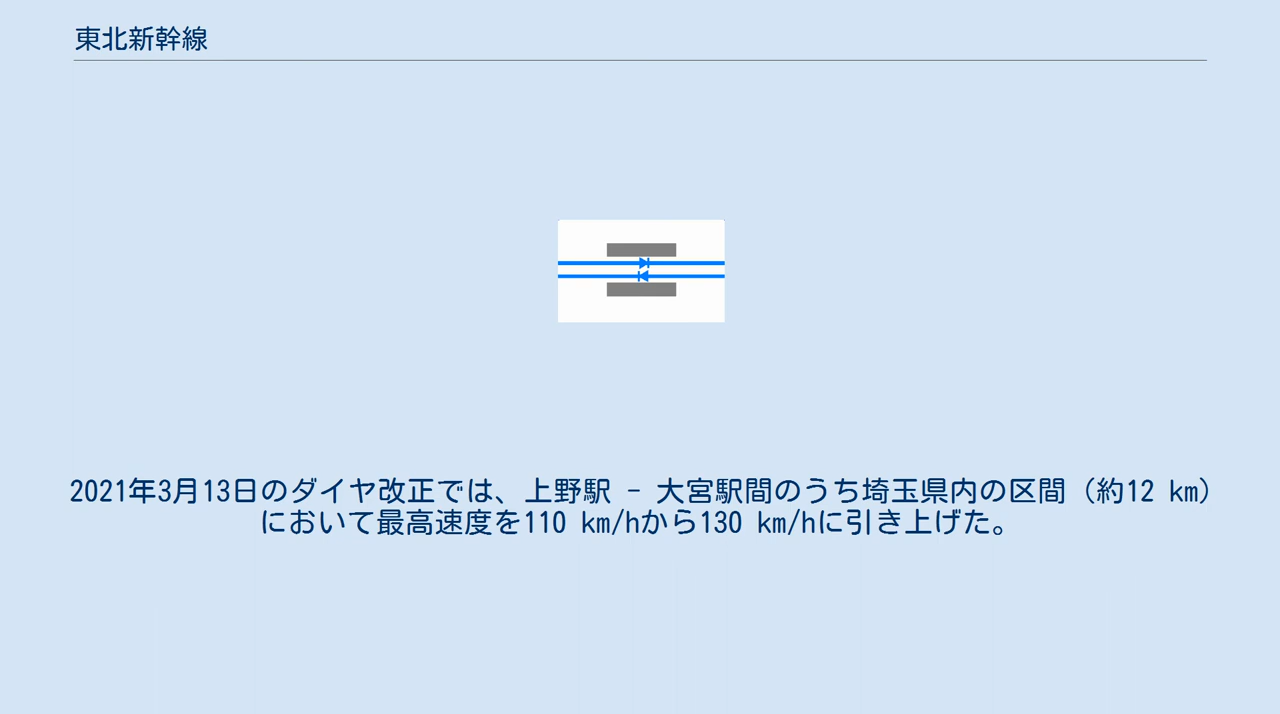 東北新幹線
2021年3月13日のダイヤ改正では、上野駅 - 大宮駅間のうち埼玉県内の区間（約12 km）
において最高速度を110 km/hから130 km/hに引き上げた。